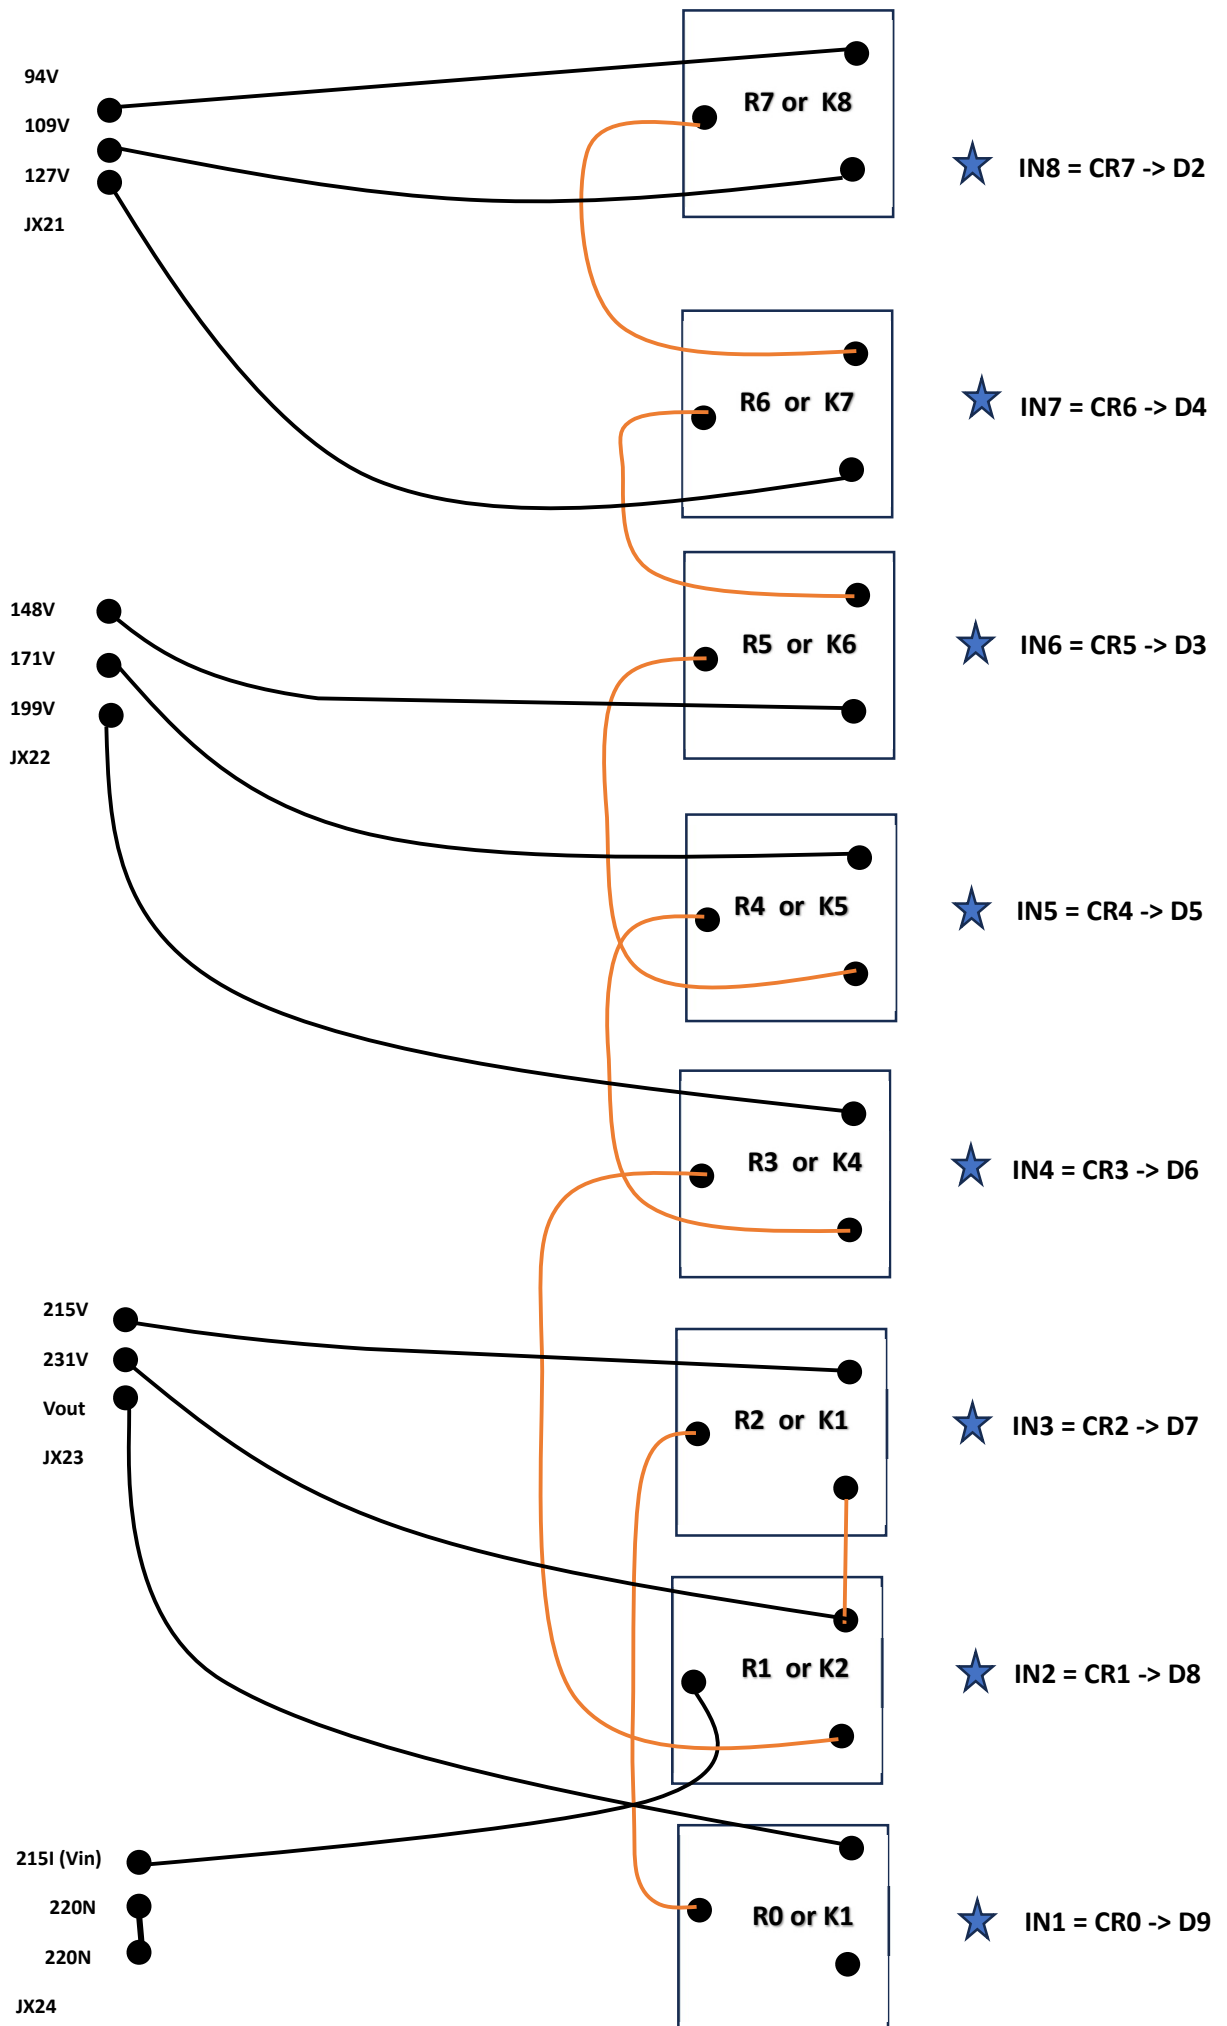 94V
109V
127V
JX21
R7 or K8
IN8 = CR7 -> D2
R6 or K7
IN7 = CR6 -> D4
148V
171V
199V
JX22
R5 or K6
IN6 = CR5 -> D3
R4 or K5
IN5 = CR4 -> D5
R3 or K4
IN4 = CR3 -> D6
215V
231V
Vout
JX23
R2 or K1
IN3 = CR2 -> D7
R1 or K2
IN2 = CR1 -> D8
215I (Vin)
220N
220N
JX24
R0 or K1
IN1 = CR0 -> D9